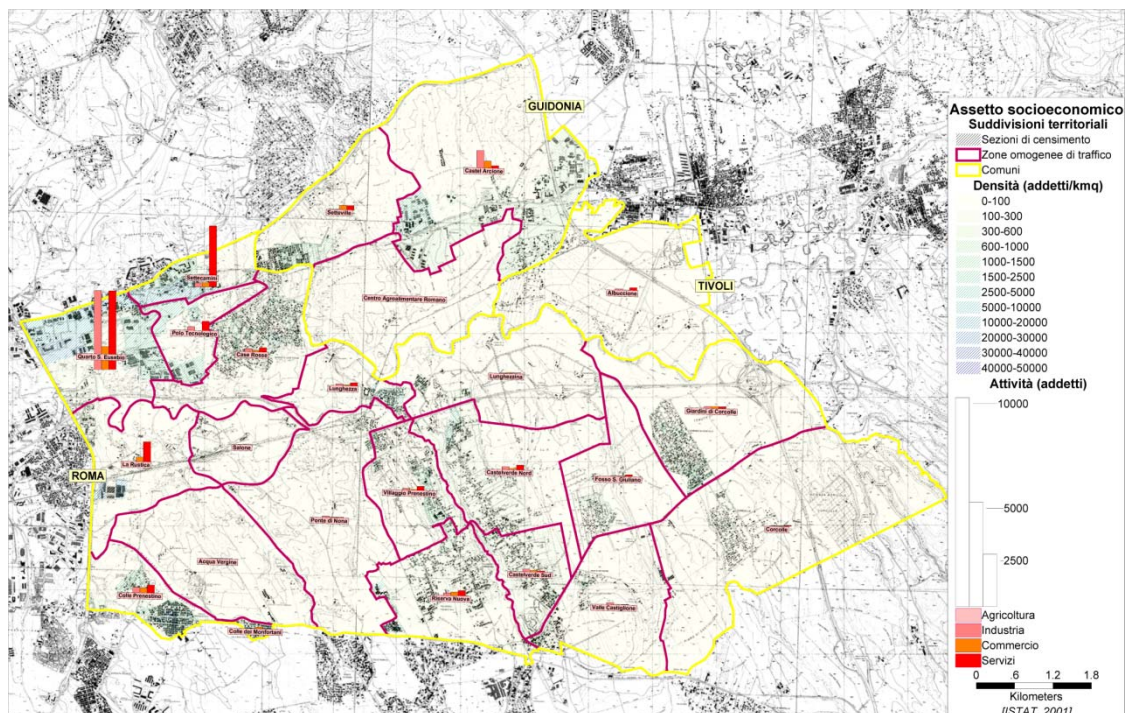 GUIDONIA
Castel Arcione
Setteville
Settecamini
TIVOLI
Centro Agroalimentare Romano
Albuccione
Polo Tecnologico
Quarto S. Eusebio
Case Rosse
Lunghezza
Lunghezzina
Giardini di Corcolle
Salone
La Rustica
ROMA
Castelverde Nord
Fosso S. Giuliano
Villaggio Prenestino
Ponte di Nona
Corcolle
Acqua Vergine
Castelverde Sud
Colle Prenestino
Riserva Nuova
Valle Castiglione
Colle dei Monfortani
Assetto socioeconomico
Suddivisioni territoriali
Sezioni di censimento
Zone omogenee di traffico
Comuni
Densità (addetti/kmq)
0-100
100-300
300-600
600-1000
1000-1500
1500-2500
2500-5000
5000-10000
10000-20000
20000-30000
30000-40000
40000-50000
Attività (addetti)
10000
5000
2500
Agricoltura
Industria
Commercio
Servizi
0 .6 1.2 1.8
Kilometers
[ISTAT, 2001]